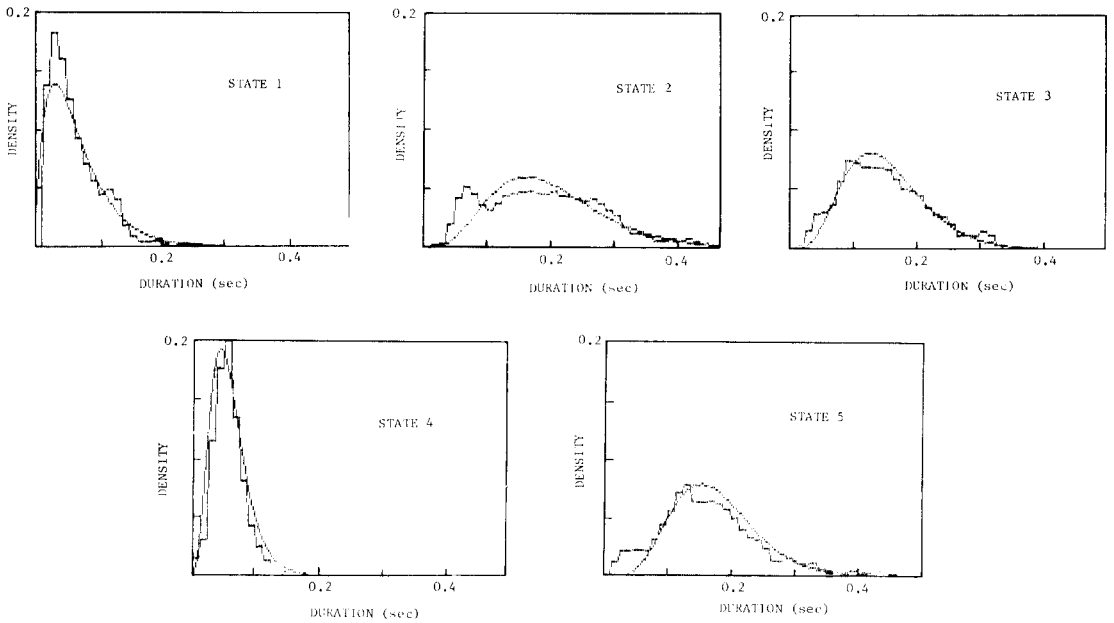 0.2
STATE 1
DENSITY
0.2 0.4
DURATION (sec)
0.2
STATE 2
DENSITY
0.2 0.4
DURATION (sec)
0.2
STATE 3
DENSITY
0.2 0.4
DURATION (sec)
0.2
STATE 4
DENSITY
0.2 0.4
DURATION (sec)
0.2
STATE 5
DENSITY
0.2 0.4
DURATION (sec)